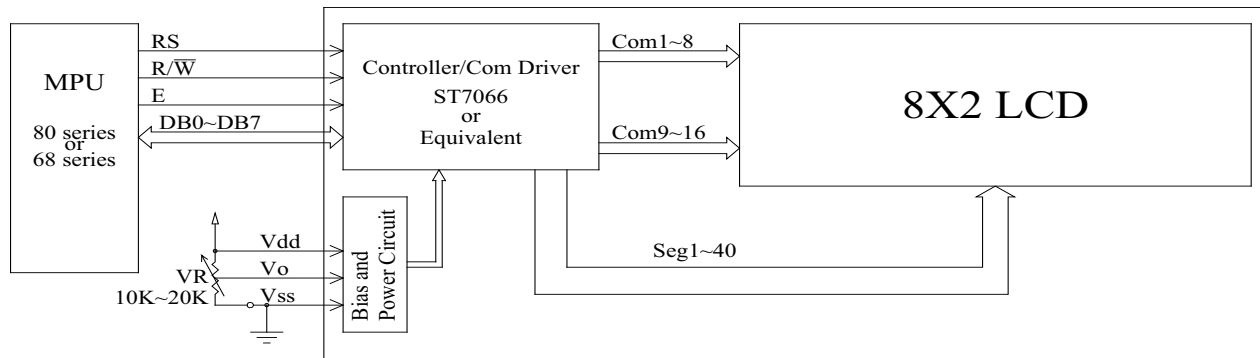 MPU
80 series
or
68 series
RS
R/W̅
E
DB0~DB7
Controller/Com Driver
ST7066
or
Equivalent
Com1~8
Com9~16
8X2 LCD
Seg1~40
Vdd
Vo
Vss
VR
10K~20K
Bias and
Power Circuit